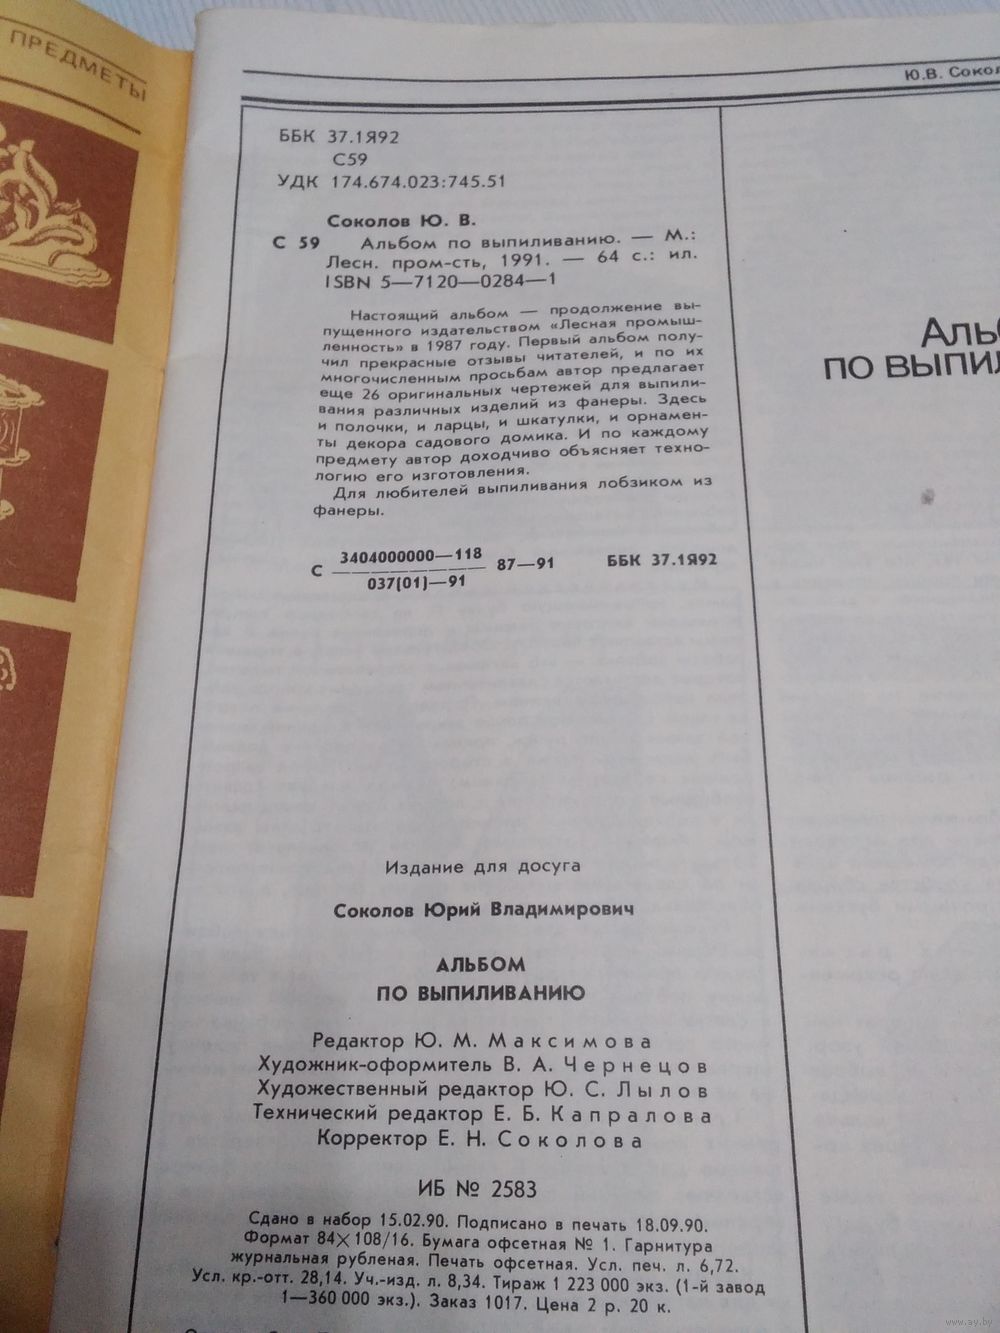 ПРЕДМЕТЫ
Ю.В. Сокол
ББК 37.1Я92
С59
УДК 174.674.023:745.51
Соколов Ю. В.
С 59 Альбом по выпиливанию. — М.:
Лесн. пром-сть, 1991. — 64 с.: ил.
ISBN 5—7120—0284—1
Настоящий альбом — продолжение вы-
пущенного издательством «Лесная промыш-
ленность» в 1987 году. Первый альбом полу-
чил прекрасные отзывы читателей, и по их
многочисленным просьбам автор предлагает
еще 26 оригинальных чертежей для выпили-
вания различных изделий из фанеры. Здесь
и полочки, и ларцы, и шкатулки, и орнамен-
ты декора садового домика. И по каждому
предмету автор доходчиво объясняет техно-
логию его изготовления.
Для любителей выпиливания лобзиком из
фанеры.
3404000000—118
С 87—91 ББК 37.1Я92
037(01)—91
Аль
ПО ВЫПИ
Издание для досуга
Соколов Юрий Владимирович
АЛЬБОМ
ПО ВЫПИЛИВАНИЮ
Редактор Ю. М. Максимова
Художник-оформитель В. А. Чернецов
Художественный редактор Ю. С. Лылов
Технический редактор Е. Б. Капралова
Корректор Е. Н. Соколова
ИБ № 2583
Сдано в набор 15.02.90. Подписано в печать 18.09.90.
Формат 84×108/16. Бумага офсетная № 1. Гарнитура
журнальная рубленая. Печать офсетная. Усл. печ. л. 6,72.
Усл. кр.-отт. 28,14. Уч.-изд. л. 8,34. Тираж 1 223 000 экз. (1-й завод
1—360 000 экз.). Заказ 1017. Цена 2 р. 20 к.
www.ay.by